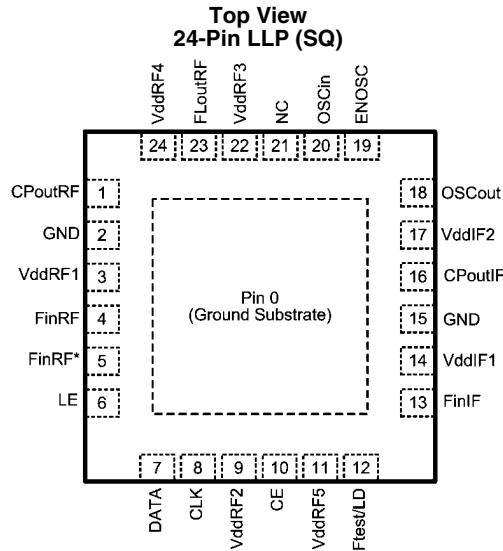 Top View
24-Pin LLP (SQ)
VddRF4
FLoutRF
VddRF3
NC
OSCin
ENOSC
24
23
22
21
20
19
CPoutRF 1
GND 2
VddRF1 3
FinRF 4
FinRF* 5
LE 6
Pin 0
(Ground Substrate)
18 OSCout
17 VddIF2
16 CPoutIF
15 GND
14 VddIF1
13 FinIF
7
8
9
10
11
12
DATA
CLK
VddRF2
CE
VddRF5
Ftest/LD